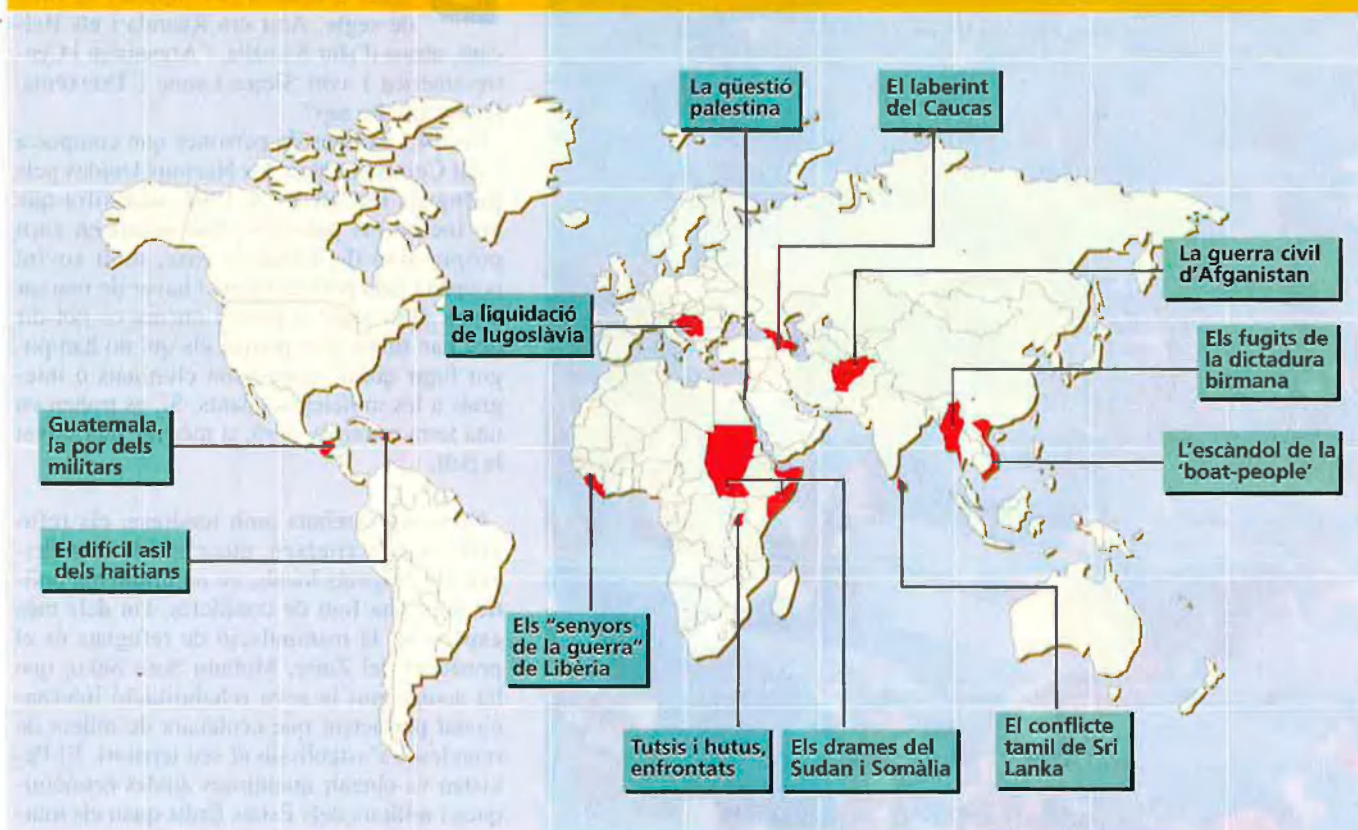 La qüestió
palestina
El laberint
del Caucas
La guerra civil
d'Afganistan
La liquidació
de Iugoslàvia
Els fugits de
la dictadura
birmana
Guatemala,
la por dels
militars
L'escàndol de la
'boat-people'
El difícil asil
dels haitians
Els "senyors
de la guerra"
de Libèria
Tutsis i hutus,
enfrontats
Els drames del
Sudan i Somàlia
El conflicte
tamil de Sri
Lanka